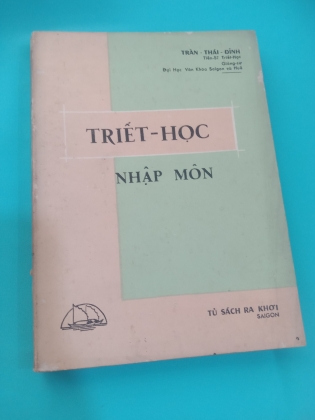 TRẦN - THÁI - ĐỈNH
Tiến-Sĩ Triết-Học
Giảng-sư
Đại Học Văn Khoa Saigon và Huế
TRIẾT-HỌC
NHẬP MÔN
TỦ SÁCH RA KHƠI
SAIGON